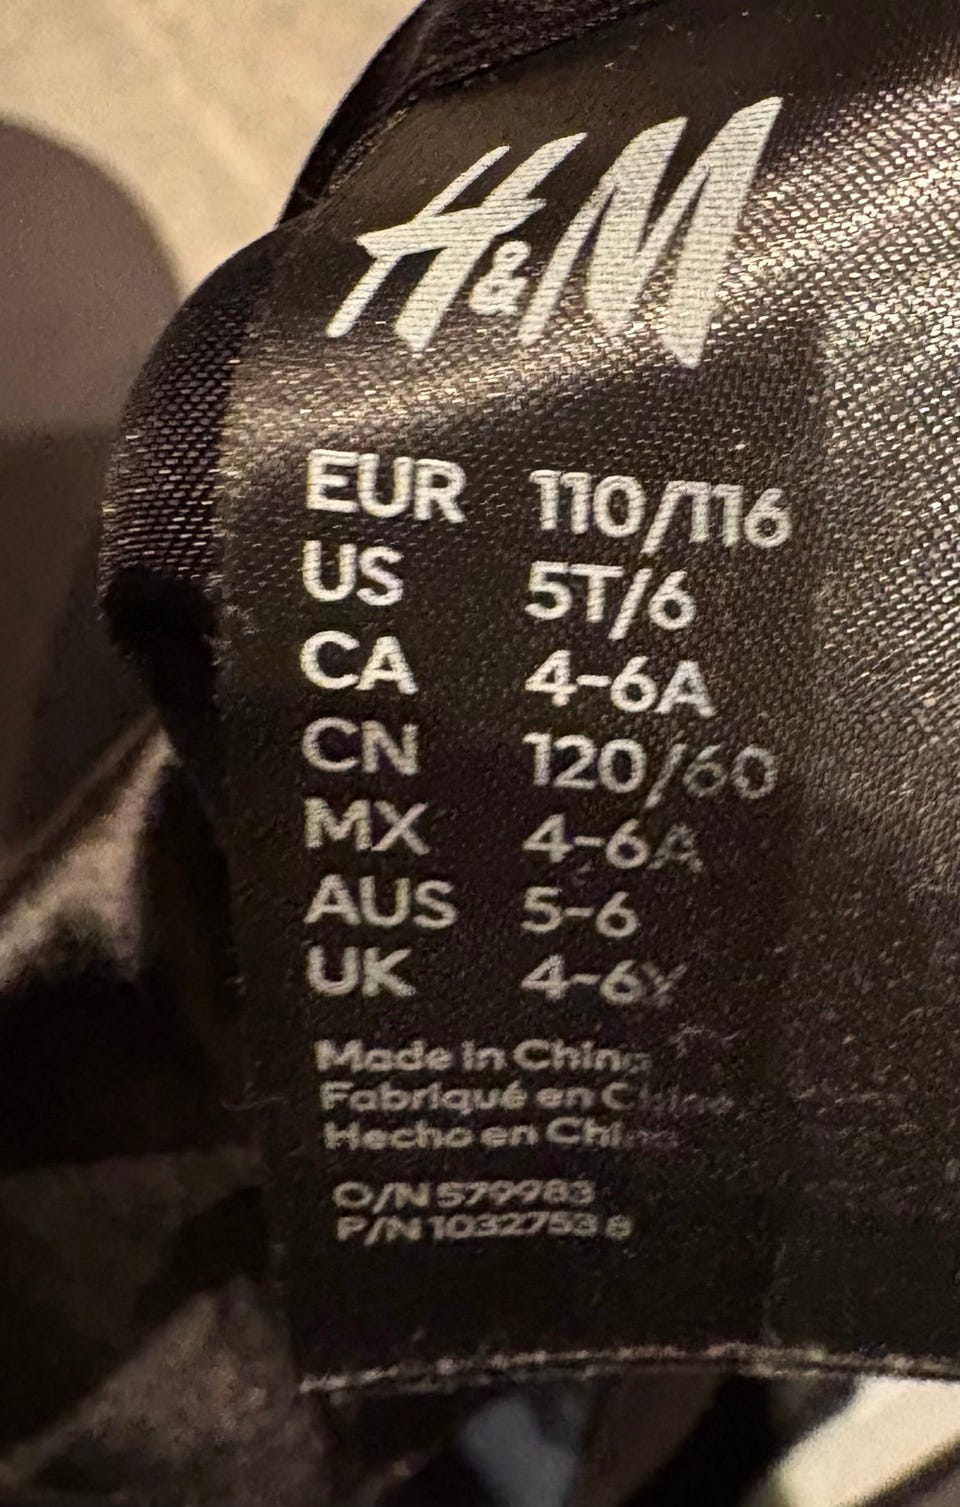 H&M
EUR 110/116
US 5T/6
CA 4-6A
CN 120/60
MX 4-6A
AUS 5-6
UK 4-6Y
Made in China
Fabriqué en Chine
Hecho en China
O/N 579983
P/N 1032753 8